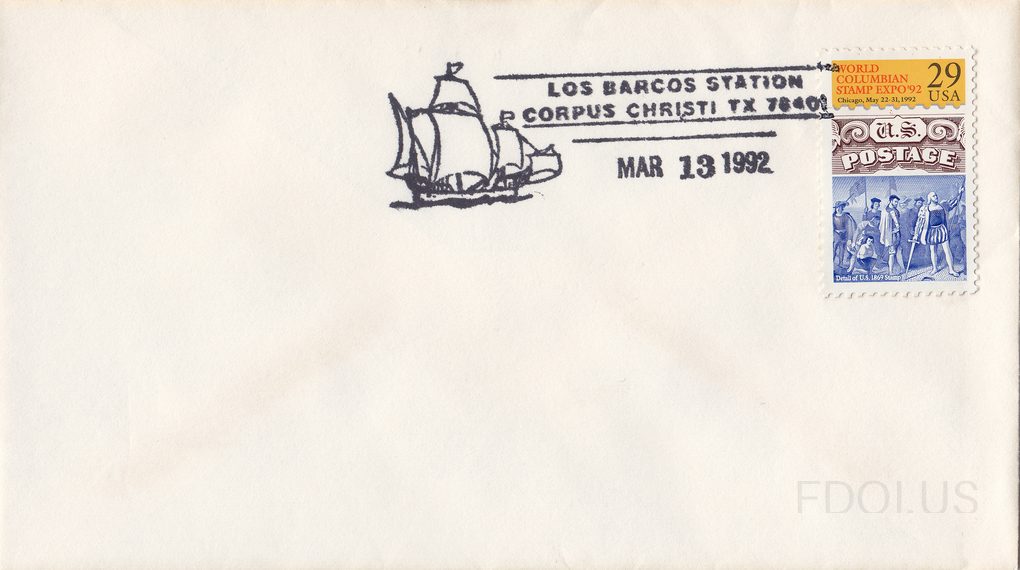 LOS BARCOS STATION
CORPUS CHRISTI TX 78401
MAR 13 1992
WORLD
COLUMBIAN
STAMP EXPO '92
Chicago, May 22-31, 1992
29
USA
U.S.
POSTAGE
Detail of U.S. 1869 Stamp
FDOI.US